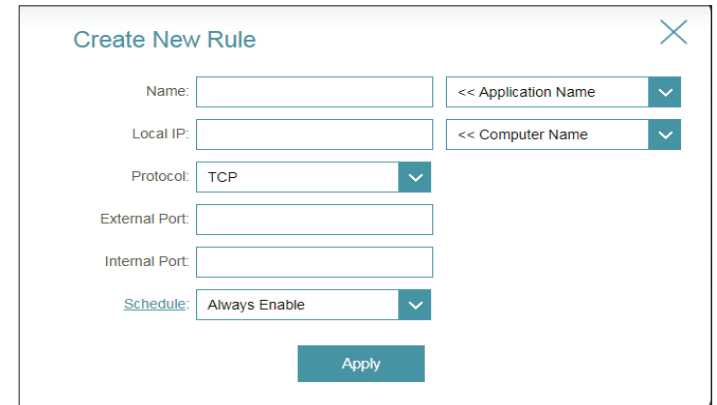 Create New Rule
Name: << Application Name
Local IP: << Computer Name
Protocol: TCP
External Port:
Internal Port:
Schedule: Always Enable
Apply